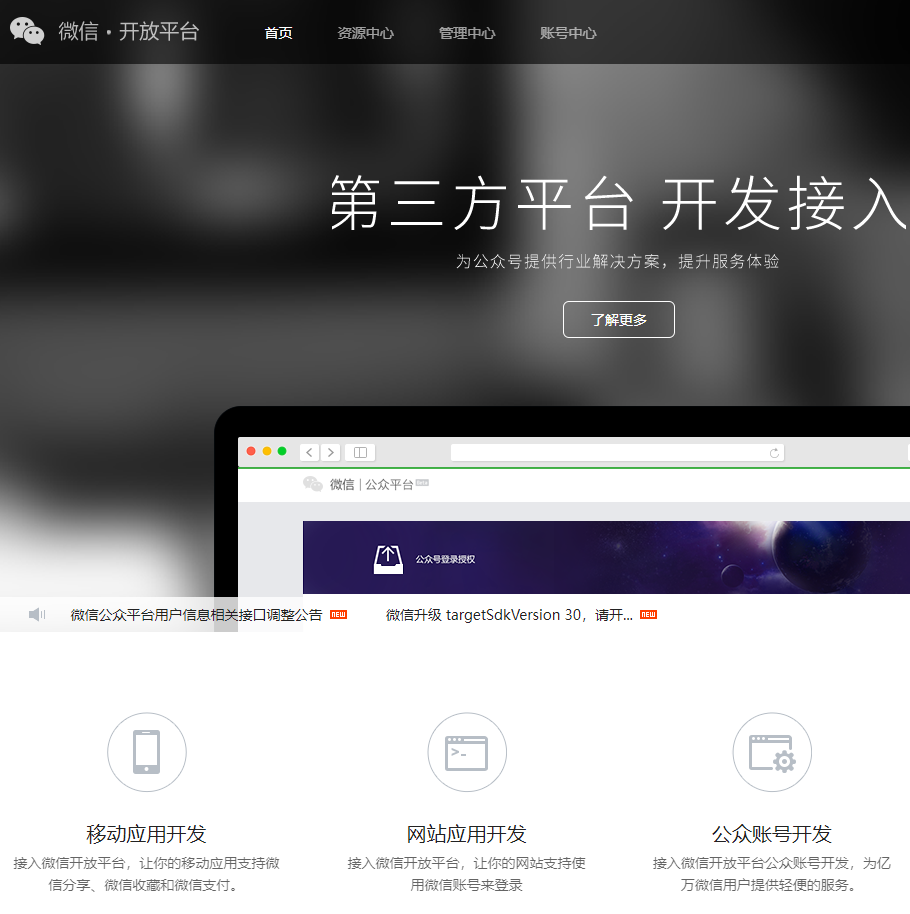 微信·开放平台 首页 资源中心 管理中心 账号中心
第三方平台 开发接入
为公众号提供行业解决方案，提升服务体验
了解更多
微信 | 公众平台
公众号登录授权
微信公众平台用户信息相关接口调整公告 NEW 微信升级 targetSdkVersion 30，请开... NEW
移动应用开发
接入微信开放平台，让你的移动应用支持微
信分享、微信收藏和微信支付。
网站应用开发
接入微信开放平台，让你的网站支持使
用微信账号来登录
公众账号开发
接入微信开放平台公众账号开发，为亿
万微信用户提供轻便的服务。